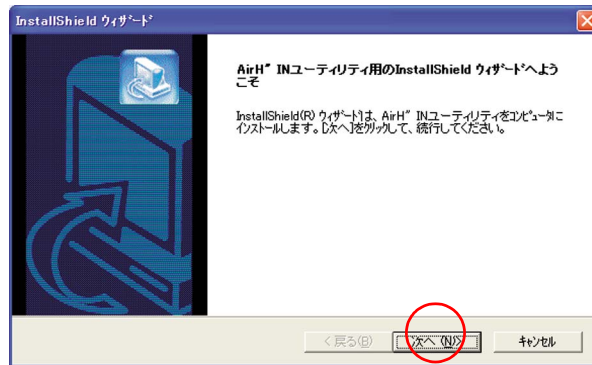 InstallShield ｳｨｻﾞｰﾄﾞ
AirH" INユーティリティ用のInstallShield ｳｨｻﾞｰﾄﾞへよう
こそ
InstallShield(R) ｳｨｻﾞｰﾄﾞは、AirH" INユーティリティをｺﾝﾋﾟｭｰﾀに
ｲﾝｽﾄｰﾙします。[次へ]をｸﾘｯｸして、続行してください。
< 戻る(B)
次へ (N)>
ｷｬﾝｾﾙ